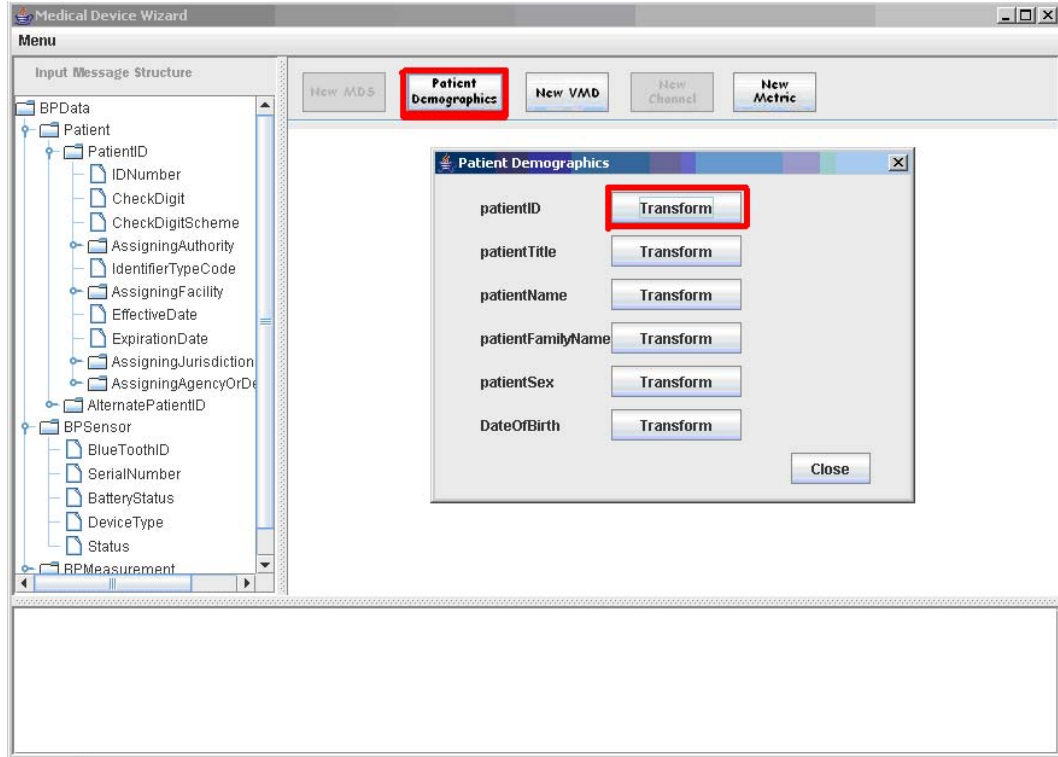 Medical Device Wizard
Menu
Input Message Structure
BPData
Patient
PatientID
IDNumber
CheckDigit
CheckDigitScheme
AssigningAuthority
IdentifierTypeCode
AssigningFacility
EffectiveDate
ExpirationDate
AssigningJurisdiction
AssigningAgencyOrDe
AlternatePatientID
BPSensor
BlueToothID
SerialNumber
BatteryStatus
DeviceType
Status
BPMeasurement
New MDS
Patient
Demographics
New VMD
New
Channel
New
Metric
Patient Demographics
patientID Transform
patientTitle Transform
patientName Transform
patientFamilyName Transform
patientSex Transform
DateOfBirth Transform
Close